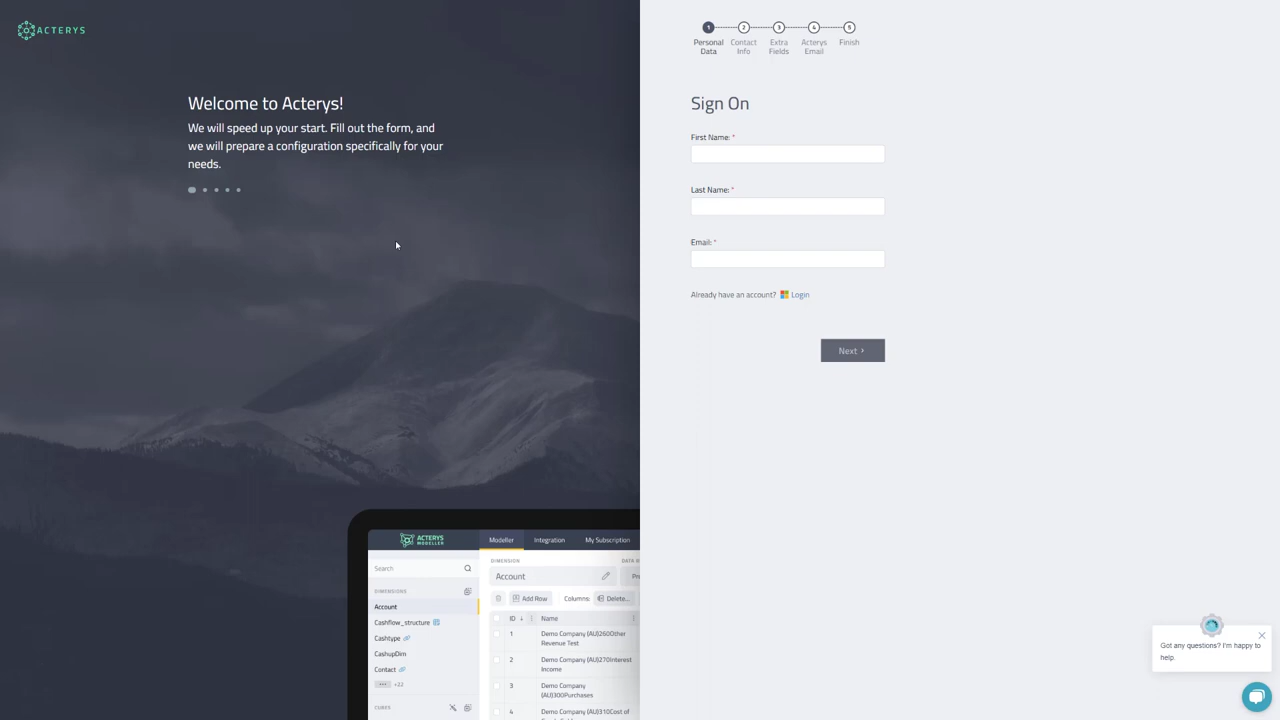 ACTERYS
Welcome to Acterys!
We will speed up your start. Fill out the form, and
we will prepare a configuration specifically for your
needs.
1 2 3 4 5
Personal Data
Contact Info
Extra Fields
Acterys Email
Finish
Sign On
First Name: *
Last Name: *
Email: *
Already have an account? Login
Next
ACTERYS
MODELLER
Modeller Integration My Subscription
Search
DIMENSIONS
Account
Cashflow_structure
Cashtype
CashupDim
Contact
+22
CUBES
DIMENSION
Account
Add Row Columns: Delete...
ID Name
1 Demo Company (AU)260Other
Revenue Test
2 Demo Company (AU)270Interest
Income
3 Demo Company
(AU)300Purchases
4 Demo Company (AU)310Cost of
Got any questions? I'm happy to
help.